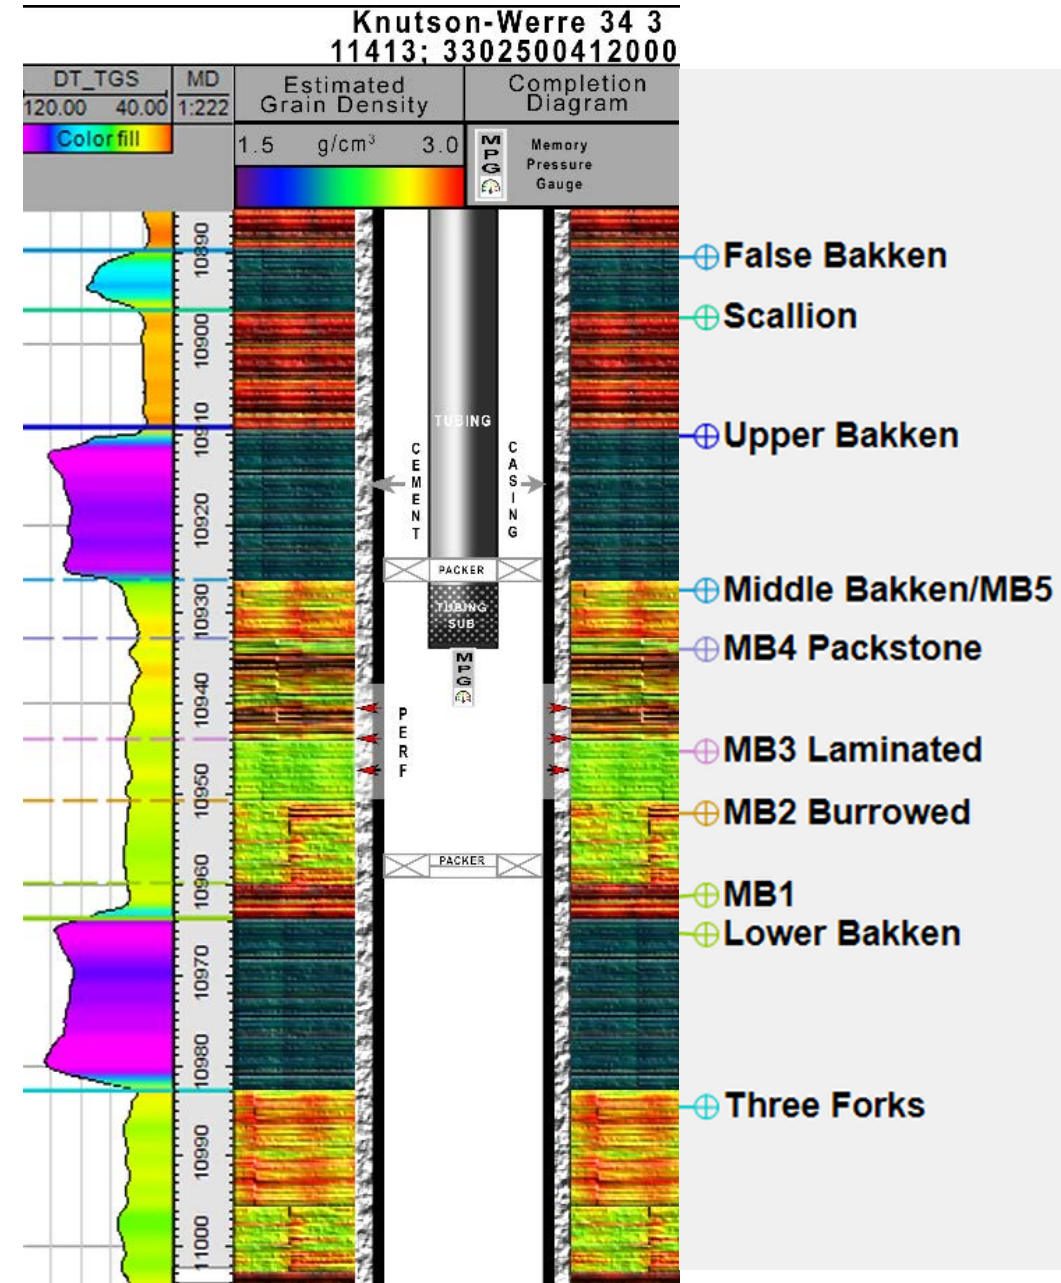 Knutson-Werre 34 3
11413; 3302500412000
DT_TGS
120.00 40.00
Color fill
MD
1:222
Estimated
Grain Density
1.5 g/cm³ 3.0
Completion
Diagram
MPG
Memory
Pressure
Gauge
10890
10900
10910
10920
10930
10940
10950
10960
10970
10980
10990
11000
TUBING
CEMENT
CASING
PACKER
TUBING
SUB
MPG
PERF
PACKER
False Bakken
Scallion
Upper Bakken
Middle Bakken/MB5
MB4 Packstone
MB3 Laminated
MB2 Burrowed
MB1
Lower Bakken
Three Forks